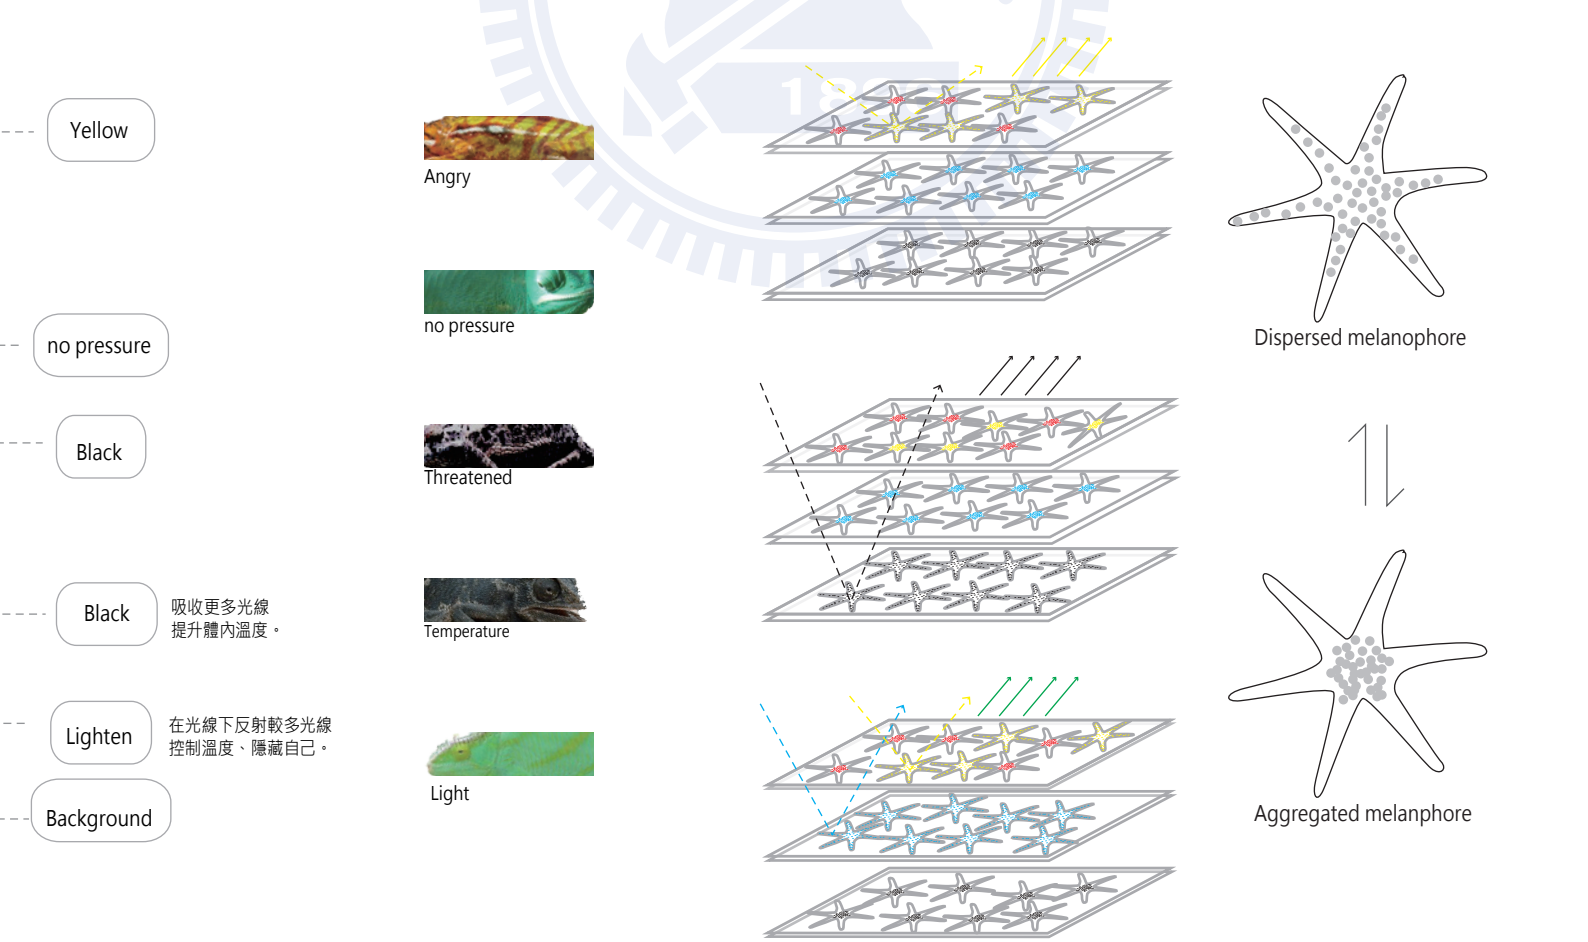 Yellow
no pressure
Black
Black
吸收更多光線
提升體內溫度。
Lighten
在光線下反射較多光線
控制溫度、隱藏自己。
Background
Angry
no pressure
Threatened
Temperature
Light
Dispersed melanophore
Aggregated melanphore